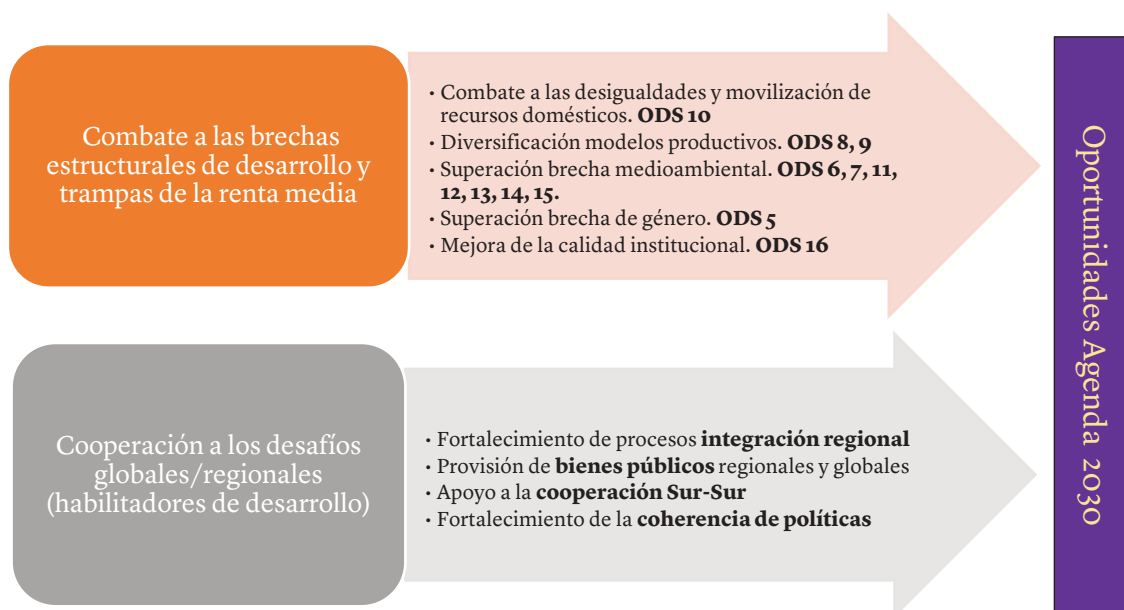 Combate a las brechas
estructurales de desarrollo y
trampas de la renta media
· Combate a las desigualdades y movilización de
recursos domésticos. ODS 10
· Diversificación modelos productivos. ODS 8, 9
· Superación brecha medioambiental. ODS 6, 7, 11,
12, 13, 14, 15.
· Superación brecha de género. ODS 5
· Mejora de la calidad institucional. ODS 16
Cooperación a los desafíos
globales/regionales
(habilitadores de desarrollo)
· Fortalecimiento de procesos integración regional
· Provisión de bienes públicos regionales y globales
· Apoyo a la cooperación Sur-Sur
· Fortalecimiento de la coherencia de políticas
Oportunidades Agenda 2030